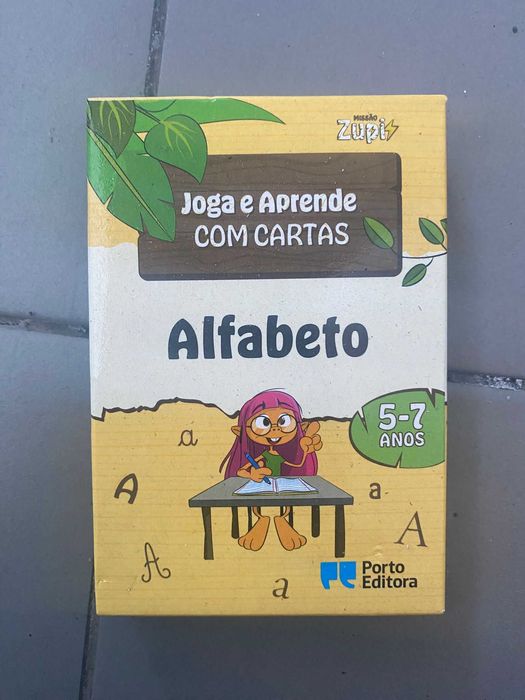 MISSÃO
Zupi
Joga e Aprende
COM CARTAS
Alfabeto
5-7
ANOS
a
A
a
A
A
a
Porto
Editora